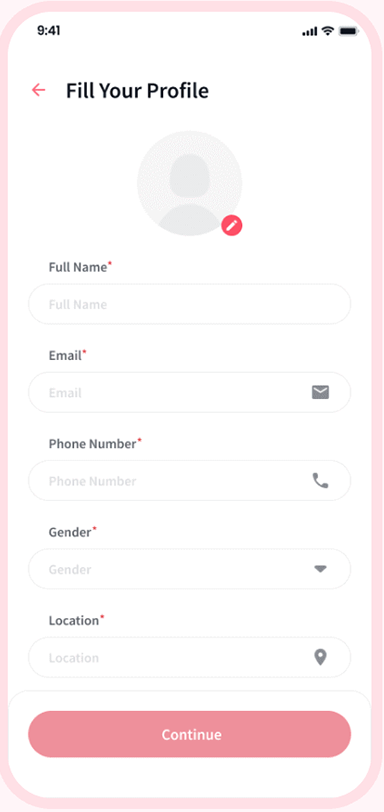 9:41
Fill Your Profile
Full Name*
Full Name
Email*
Email
Phone Number*
Phone Number
Gender*
Gender
Location*
Location
Continue